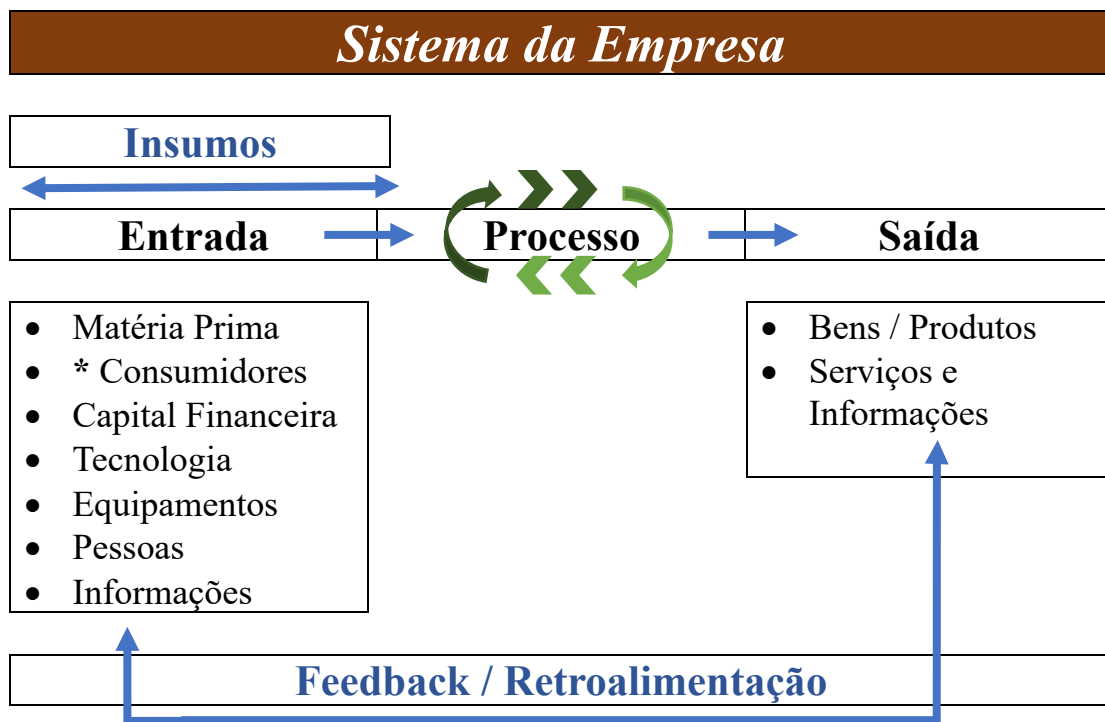 Sistema da Empresa
Insumos
Entrada
Processo
Saída
• Matéria Prima
• * Consumidores
• Capital Financeira
• Tecnologia
• Equipamentos
• Pessoas
• Informações
• Bens / Produtos
• Serviços e
Informações
Feedback / Retroalimentação